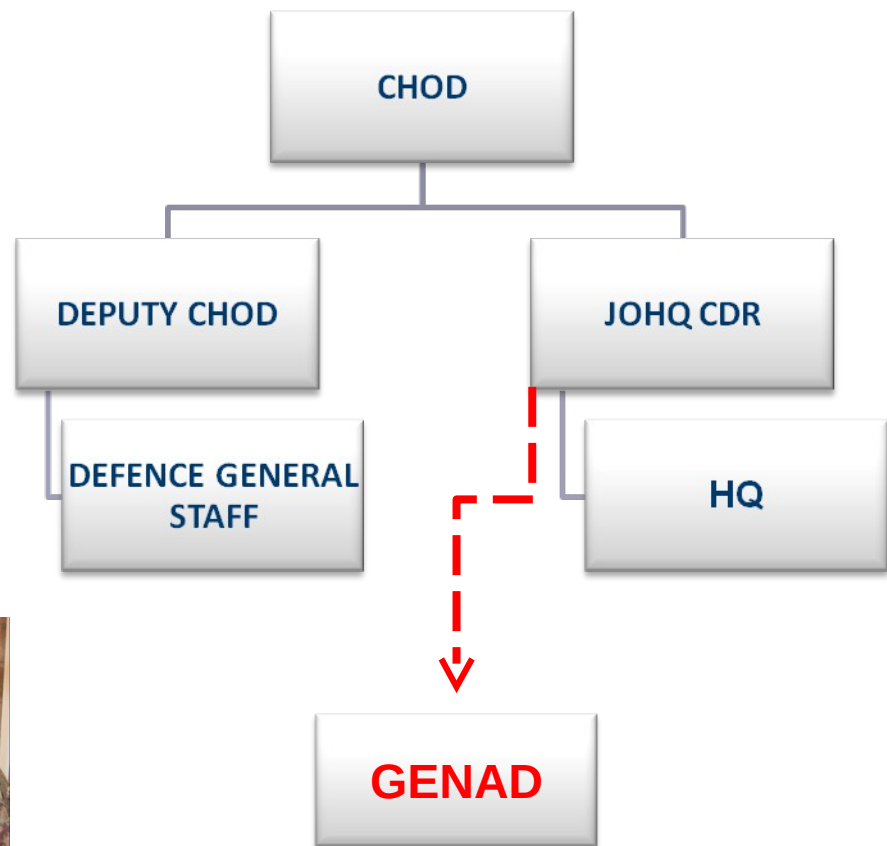 CHOD
DEPUTY CHOD
JOHQ CDR
DEFENCE GENERAL
STAFF
HQ
GENAD